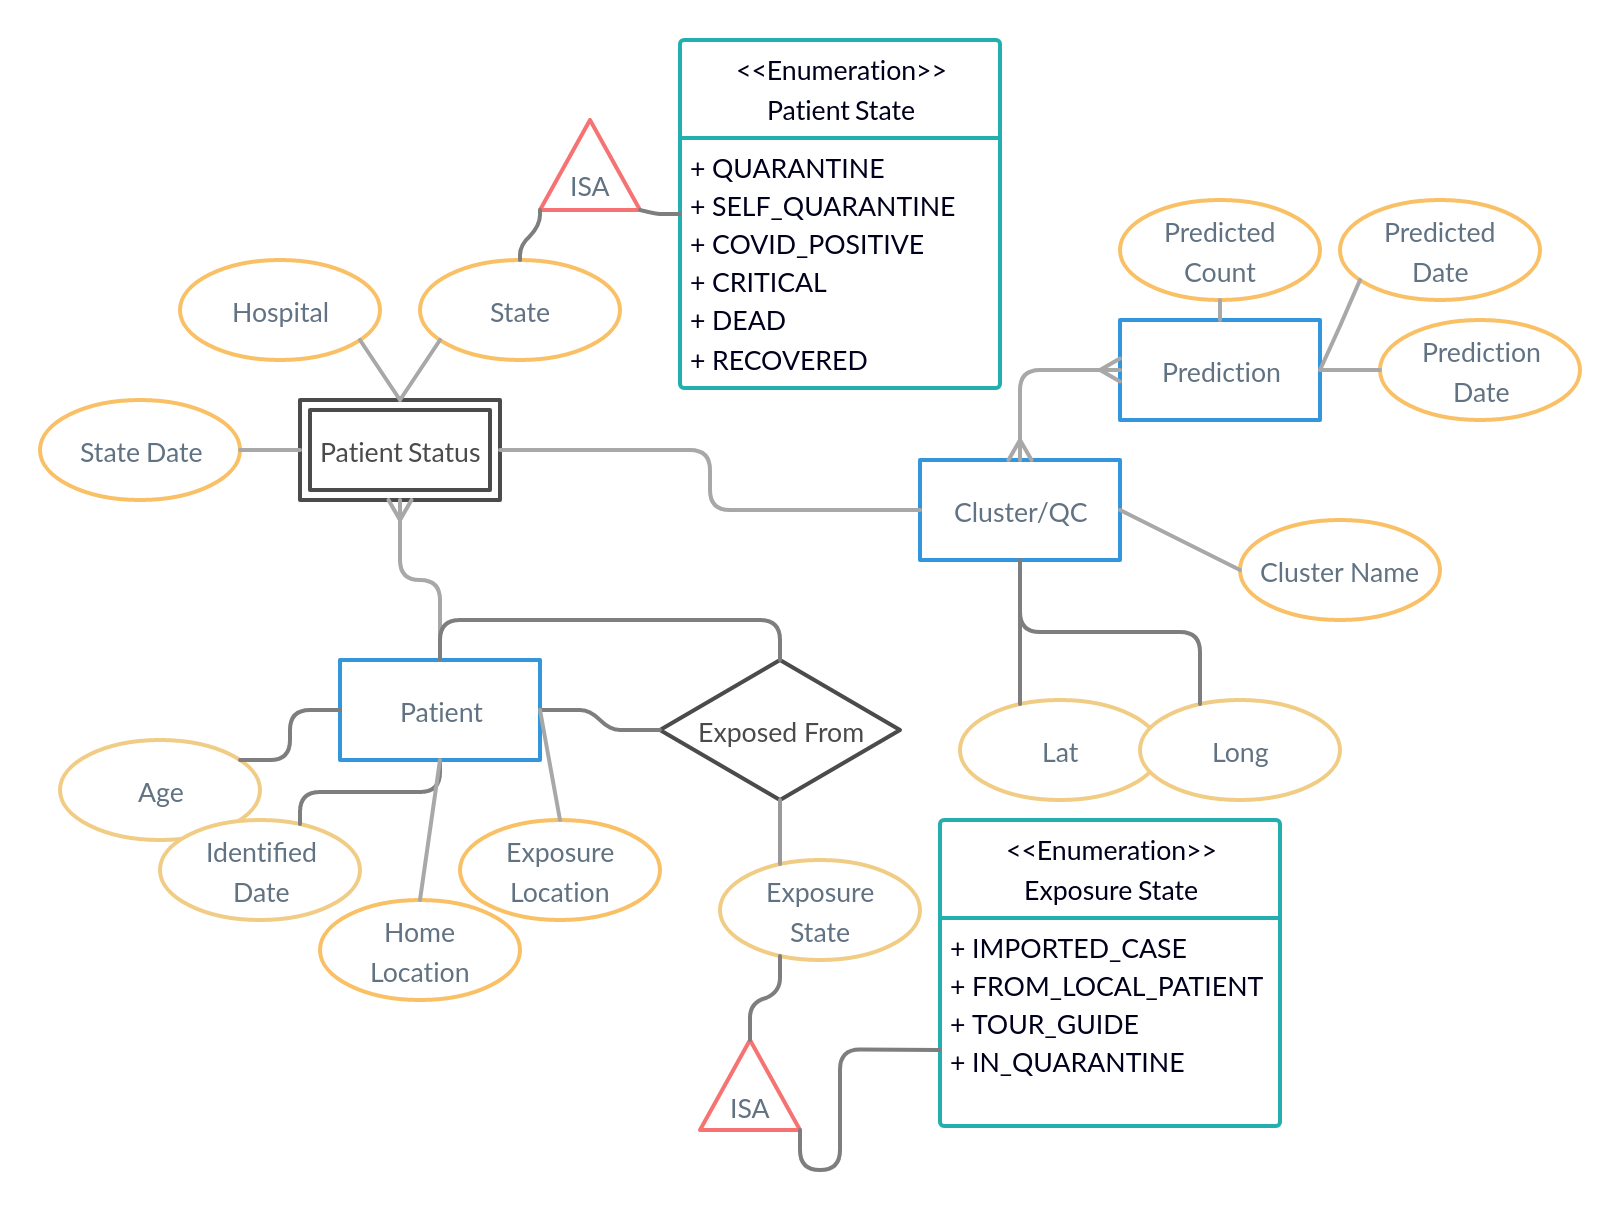 <<Enumeration>>
Patient State
+ QUARANTINE
+ SELF_QUARANTINE
+ COVID_POSITIVE
+ CRITICAL
+ DEAD
+ RECOVERED
ISA
Hospital
State
State Date
Patient Status
Predicted
Count
Predicted
Date
Prediction
Prediction
Date
Cluster/QC
Cluster Name
Patient
Exposed From
Lat
Long
Age
Identified
Date
Home
Location
Exposure
Location
Exposure
State
ISA
<<Enumeration>>
Exposure State
+ IMPORTED_CASE
+ FROM_LOCAL_PATIENT
+ TOUR_GUIDE
+ IN_QUARANTINE